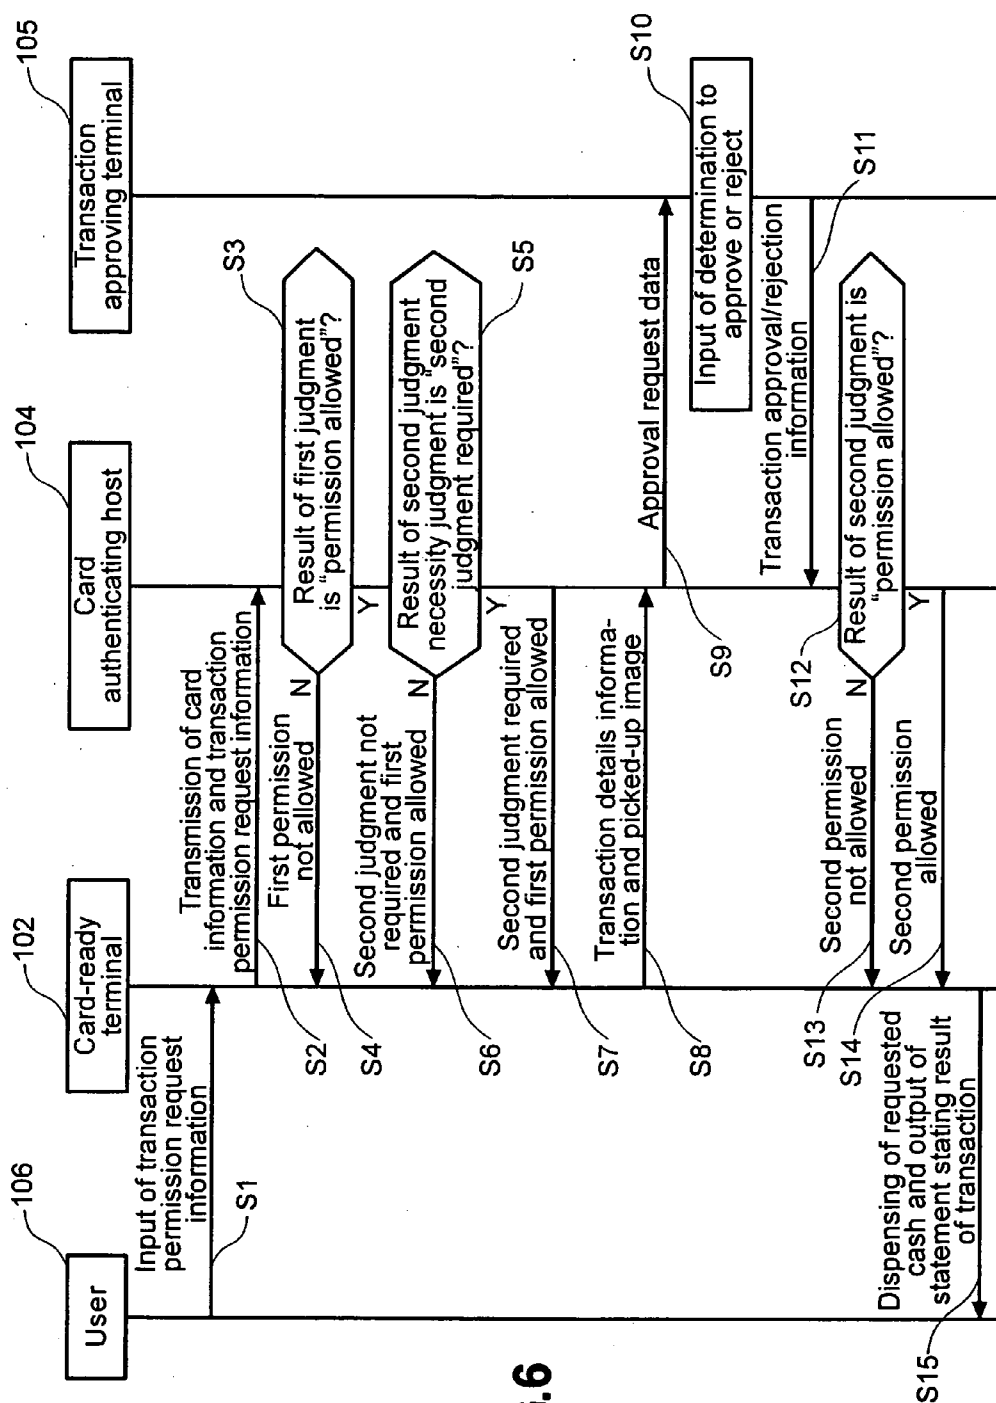 106
User
102
Card-ready
terminal
104
Card
authenticating host
105
Transaction
approving terminal
Input of transaction
permission request
information
S1
Transmission of card
information and transaction
permission request information
S2
Result of first judgment
is “permission allowed”?
S3
N
Y
First permission
not allowed
S4
Result of second judgment
necessity judgment is “second
judgment required”?
S5
N
Y
Second judgment not
required and first
permission allowed
S6
Second judgment required
and first permission allowed
S7
Transaction details informa-
tion and picked-up image
S8
Approval request data
S9
Input of determination to
approve or reject
S10
Transaction approval/rejection
information
S11
Result of second judgment is
“permission allowed”?
S12
N
Y
Second permission
not allowed
S13
Second permission
allowed
S14
Dispensing of requested
cash and output of
statement stating result
of transaction
S15
.6